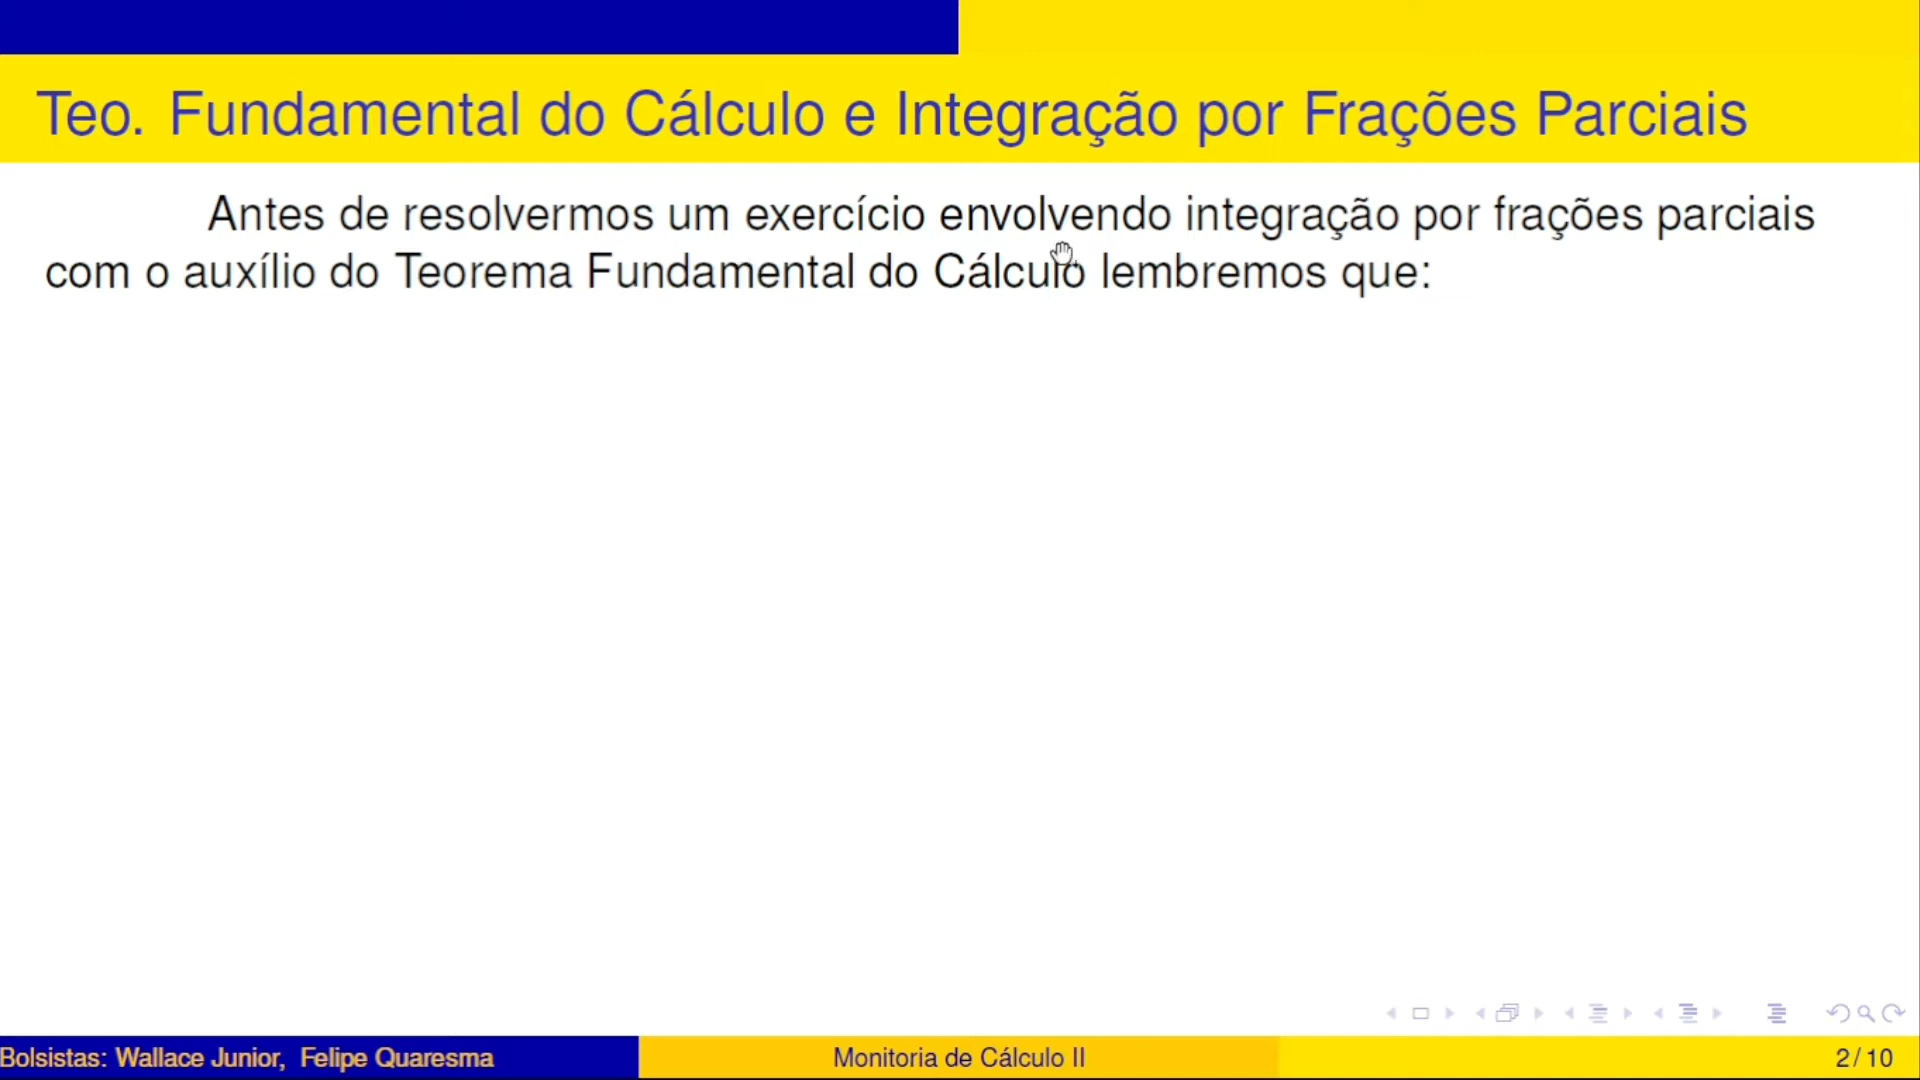 Teo. Fundamental do Cálculo e Integração por Frações Parciais
Antes de resolvermos um exercício envolvendo integração por frações parciais
com o auxílio do Teorema Fundamental do Cálculo lembremos que:
Bolsistas: Wallace Junior, Felipe Quaresma
Monitoria de Cálculo II
2/10